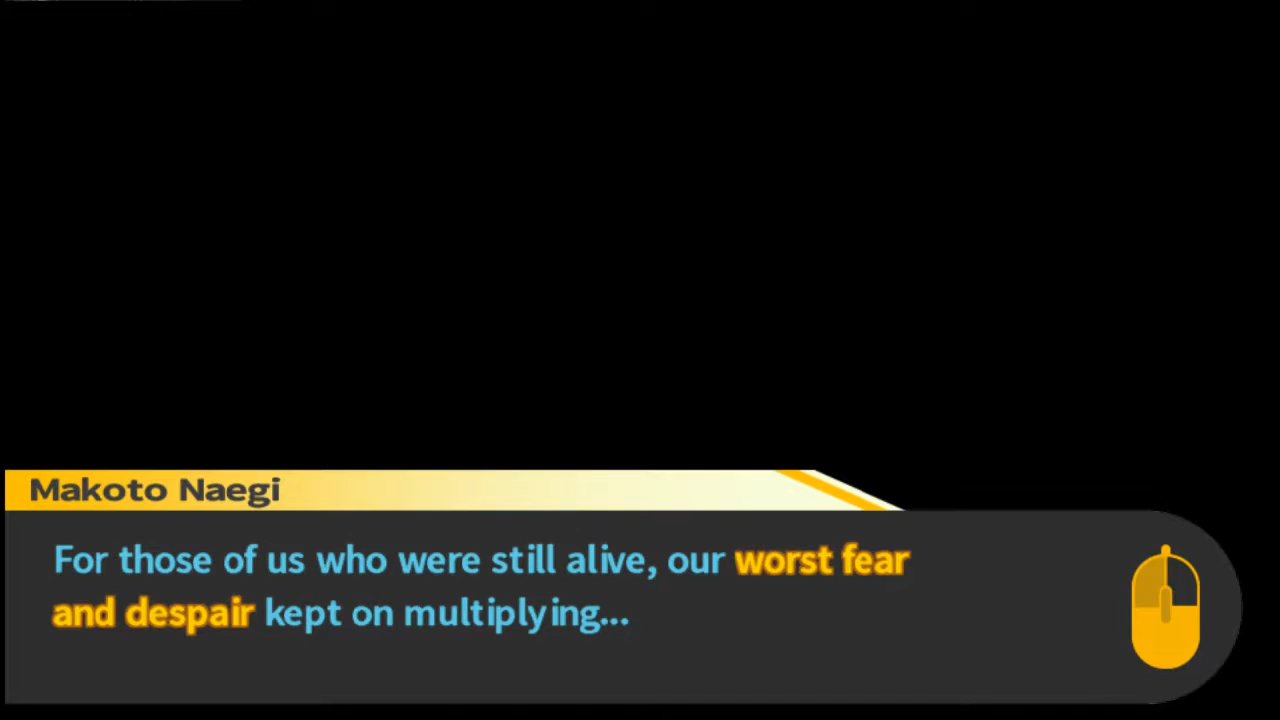 Makoto Naegi
For those of us who were still alive, our worst fear
and despair kept on multiplying...